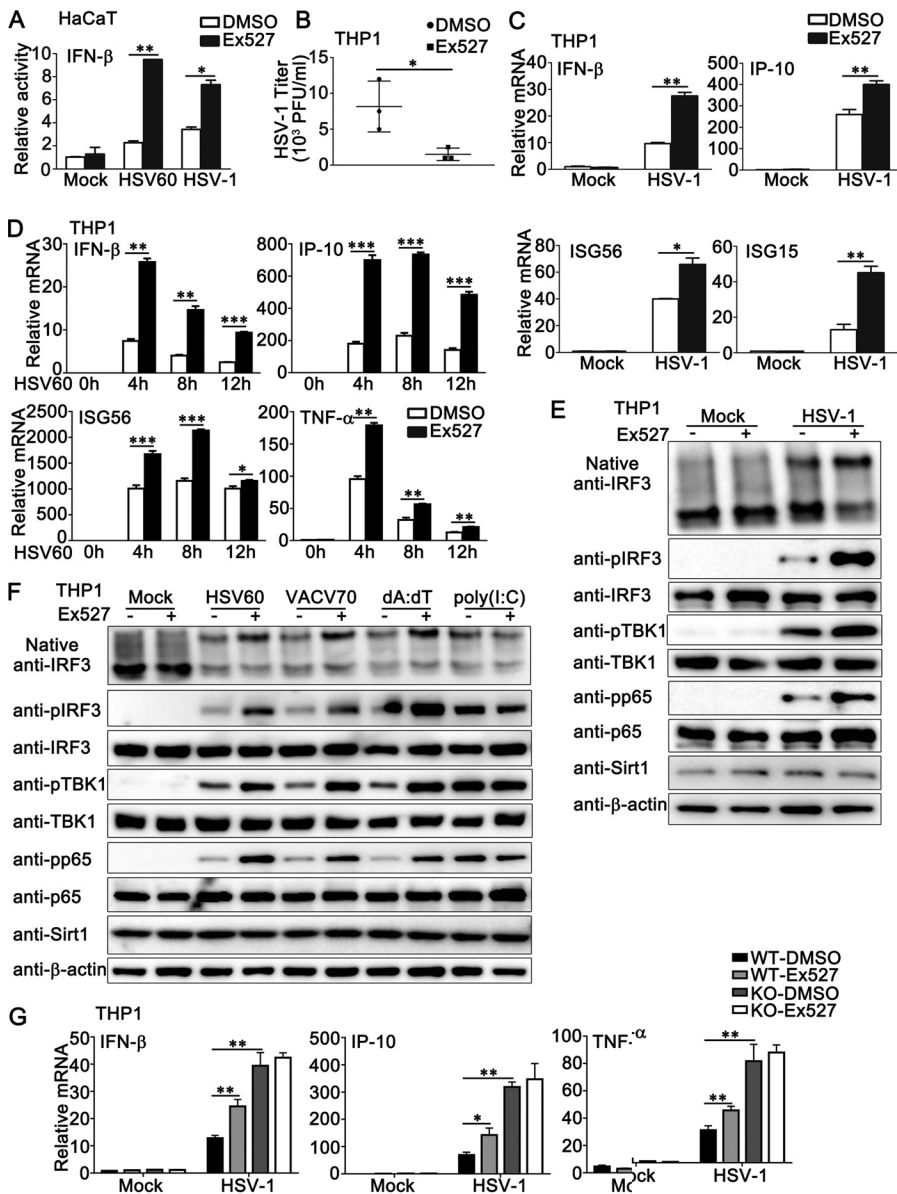 A
HaCaT
DMSO
Ex527
IFN-β
Relative activity
10
8
6
4
2
0
**
*
Mock HSV60 HSV-1
B
THP1
DMSO
Ex527
HSV-1 Titer
(10³ PFU/ml)
15
10
5
0
*
C
THP1
DMSO
Ex527
IFN-β
Relative mRNA
40
30
20
10
0
**
Mock HSV-1
IP-10
500
400
300
200
100
0
**
Mock HSV-1
ISG56
Relative mRNA
80
60
40
20
0
*
Mock HSV-1
ISG15
60
40
20
0
**
Mock HSV-1
D
THP1
IFN-β
Relative mRNA
30
20
10
0
** ** ***
HSV60 0h 4h 8h 12h
IP-10
800
600
400
200
0
*** *** ***
0h 4h 8h 12h
ISG56
Relative mRNA
2500
2000
1500
1000
500
0
*** *** *
HSV60 0h 4h 8h 12h
TNF-α
DMSO
Ex527
200
150
100
50
0
** ** **
0h 4h 8h 12h
E
THP1 Mock HSV-1
Ex527 - + - +
Native
anti-IRF3
anti-pIRF3
anti-IRF3
anti-pTBK1
anti-TBK1
anti-pp65
anti-p65
anti-Sirt1
anti-β-actin
F
THP1 Mock HSV60 VACV70 dA:dT poly(I:C)
Ex527 - + - + - + - + - +
Native
anti-IRF3
anti-pIRF3
anti-IRF3
anti-pTBK1
anti-TBK1
anti-pp65
anti-p65
anti-Sirt1
anti-β-actin
WT-DMSO
WT-Ex527
KO-DMSO
KO-Ex527
G
THP1
IFN-β
Relative mRNA
50
40
30
20
10
0
** **
Mock HSV-1
IP-10
400
300
200
100
0
* **
Mock HSV-1
TNF-α
100
80
60
40
20
0
** **
Mock HSV-1